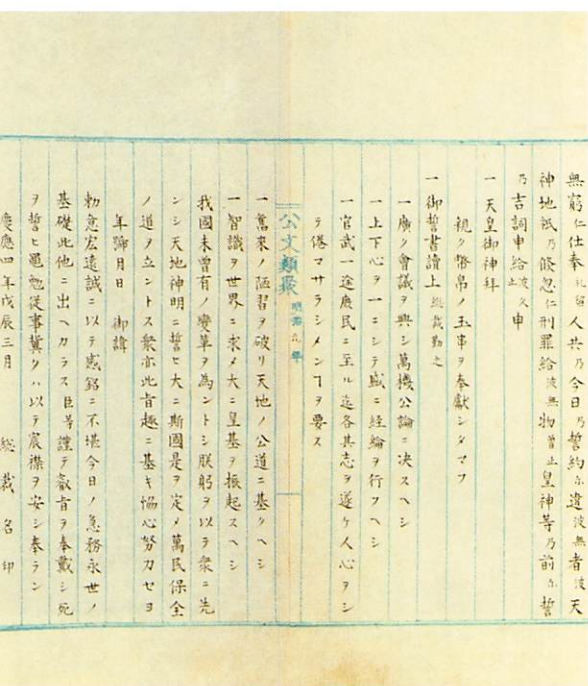 無窮仁仕奉礼留人共乃今日乃誓約尓違波無者波天
神地祇乃倐忽仁刑罪給波無物曽止皇神等乃前尓誓
乃吉詞申給波久止申
一 天皇御神拝
親ク幣帛ノ玉串ヲ奉獻シタマフ
一 御誓書讀上 總裁勤之
一 廣ク會議ヲ興シ萬機公論ニ決スヘシ
一 上下心ヲ一ニシテ盛ニ経綸ヲ行フヘシ
一 官武一途庶民ニ至ル迄各其志ヲ遂ケ人心ヲシ
テ倦マサラシメンヿヲ要ス
公文類聚 明治九年
一 舊来ノ陋習ヲ破リ天地ノ公道ニ基クヘシ
一 智識ヲ世界ニ求メ大ニ皇基ヲ振起スヘシ
我國未曾有ノ變革ヲ為ントシ朕躬ヲ以テ衆ニ先
ンシ天地神明ニ誓ヒ大ニ斯國是ヲ定メ萬民保全
ノ道ヲ立ントス衆亦此旨趣ニ基キ協心努力セヨ
年號月日 御諱
勅意宏遠誠ニ以テ感銘ニ不堪今日ノ急務永世ノ
基礎此他ニ出ヘカラス臣等謹テ叡旨ヲ奉戴シ死
ヲ誓ヒ黽勉従事冀クハ以テ宸襟ヲ安シ奉ラン
慶應四年戊辰三月 総裁名印